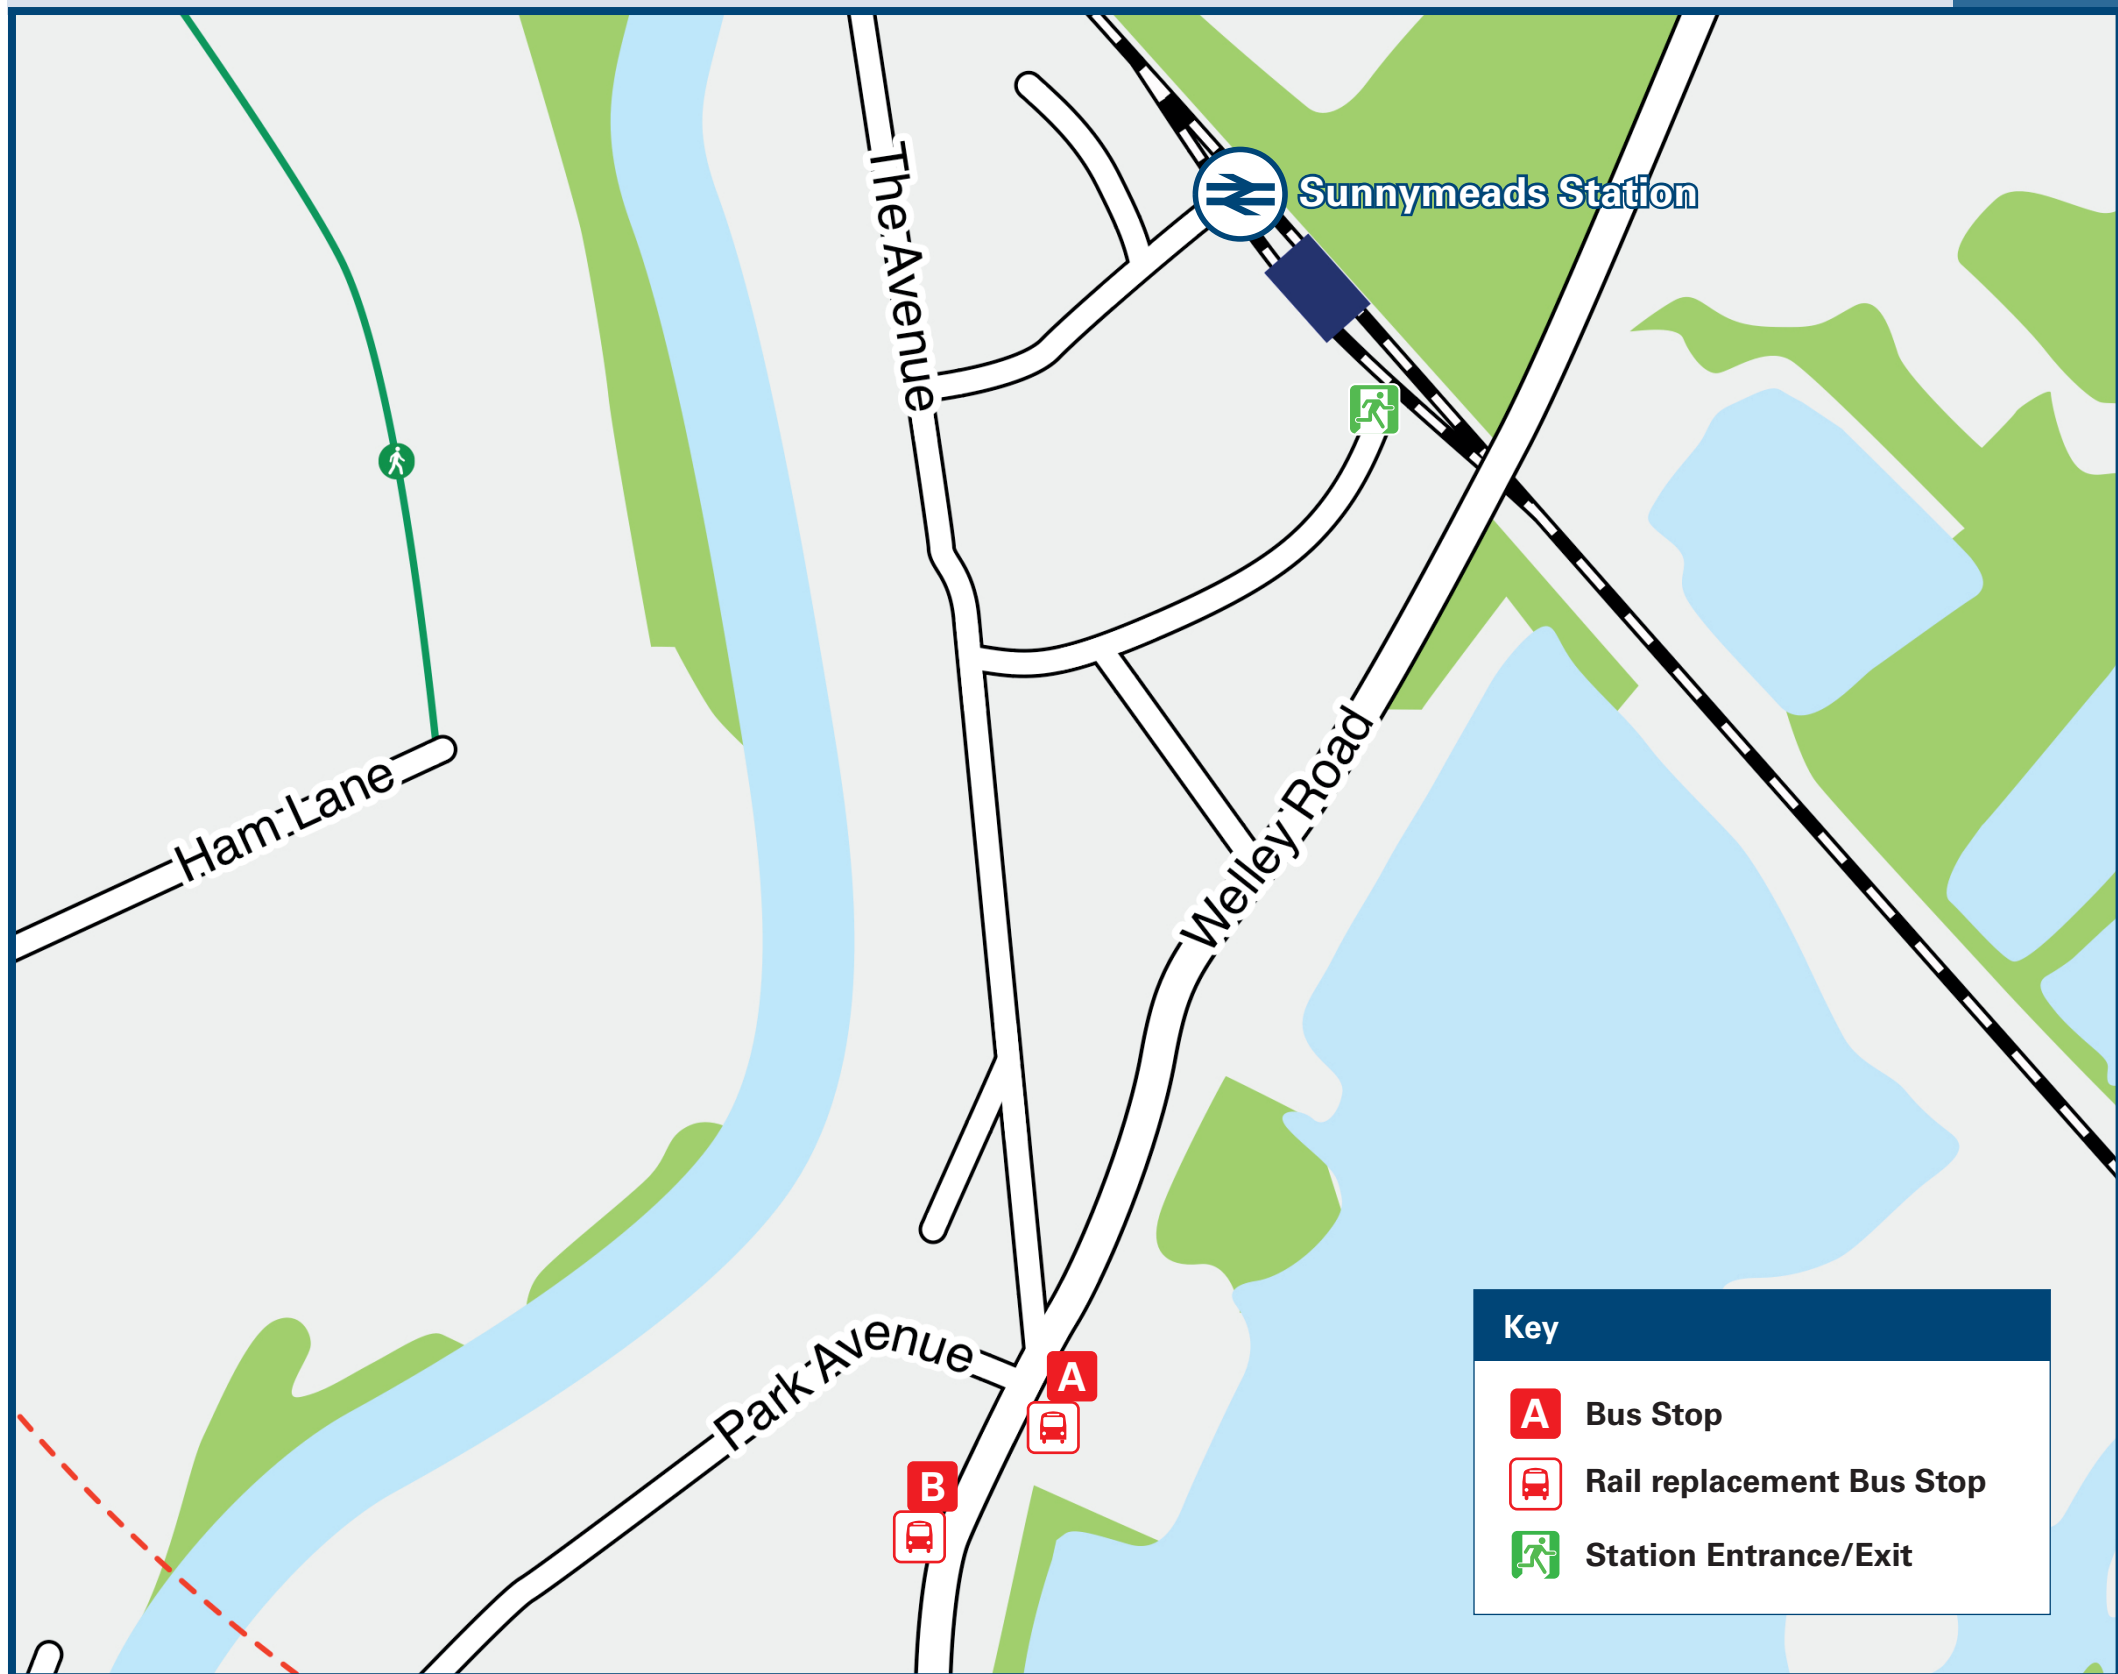 The Avenue
Sunnymeads Station
Ham Lane
Welley Road
Park Avenue
A
B
Key
A Bus Stop
Rail replacement Bus Stop
Station Entrance/Exit